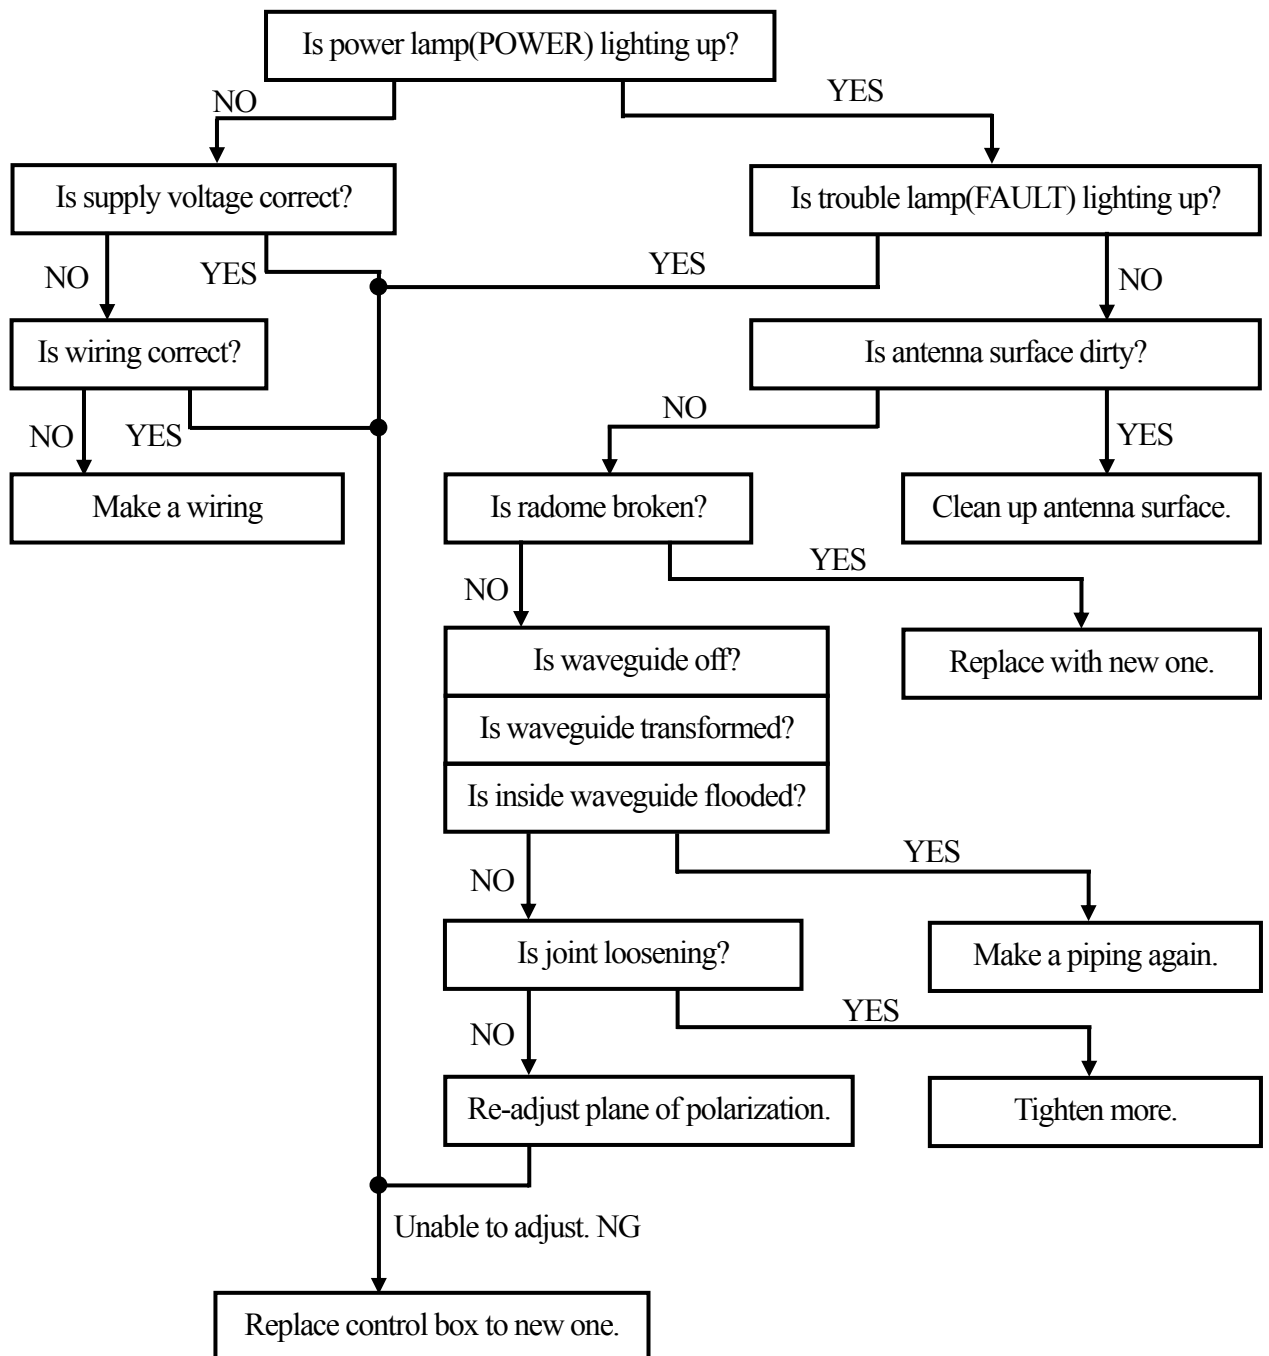 Is power lamp(POWER) lighting up?
NO
YES
Is supply voltage correct?
Is trouble lamp(FAULT) lighting up?
NO
YES
YES
NO
Is wiring correct?
Is antenna surface dirty?
NO
YES
NO
YES
Make a wiring
Is radome broken?
Clean up antenna surface.
NO
YES
Is waveguide off?
Replace with new one.
Is waveguide transformed?
Is inside waveguide flooded?
NO
YES
Is joint loosening?
Make a piping again.
NO
YES
Re-adjust plane of polarization.
Tighten more.
Unable to adjust. NG
Replace control box to new one.